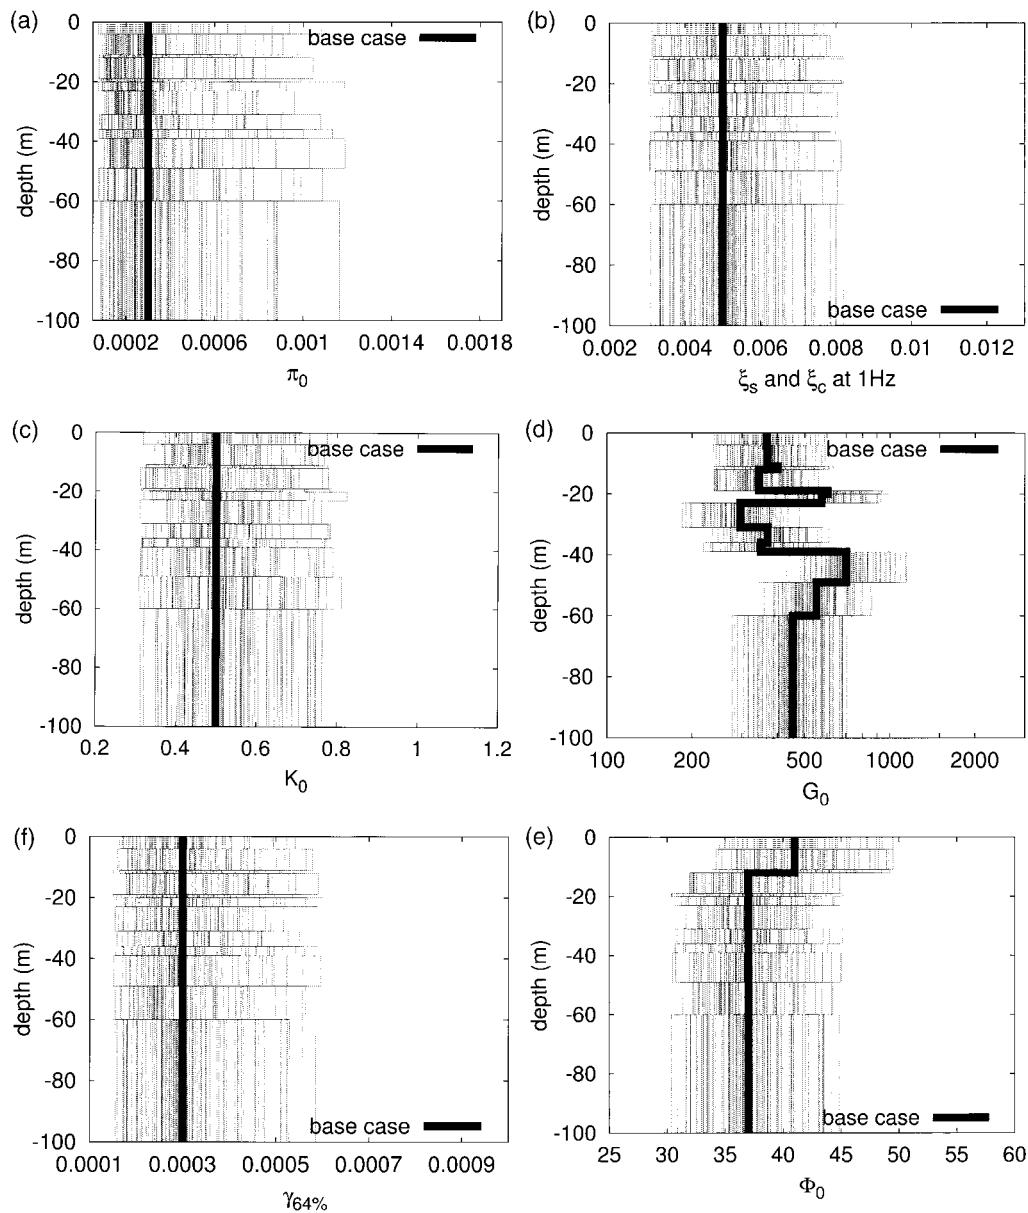 (a)
0
-20
-40
-60
-80
-100
depth (m)
base case
0.0002 0.0006 0.001 0.0014 0.0018
π0
(b)
0
-20
-40
-60
-80
-100
depth (m)
base case
0.002 0.004 0.006 0.008 0.01 0.012
ξs and ξc at 1Hz
(c)
0
-20
-40
-60
-80
-100
depth (m)
base case
0.2 0.4 0.6 0.8 1 1.2
K0
(d)
0
-20
-40
-60
-80
-100
depth (m)
base case
100 200 500 1000 2000
G0
(f)
0
-20
-40
-60
-80
-100
depth (m)
base case
0.0001 0.0003 0.0005 0.0007 0.0009
γ64%
(e)
0
-20
-40
-60
-80
-100
depth (m)
base case
25 30 35 40 45 50 55 60
Φ0